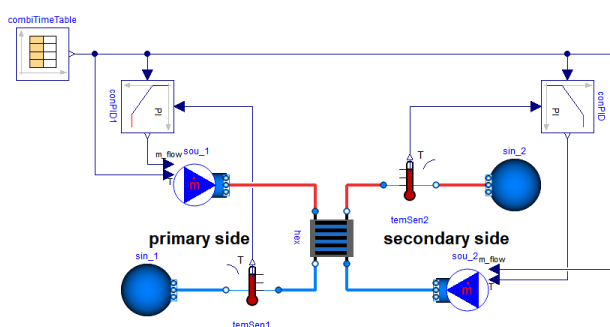 combiTimeTable
conPID1
PI
PI
conPID
m_flow
sou_1
T
ṁ
T
sin_2
temSen2
primary side
hex
secondary side
sin_1
T
temSen1
sou_2
m_flow
T
ṁ